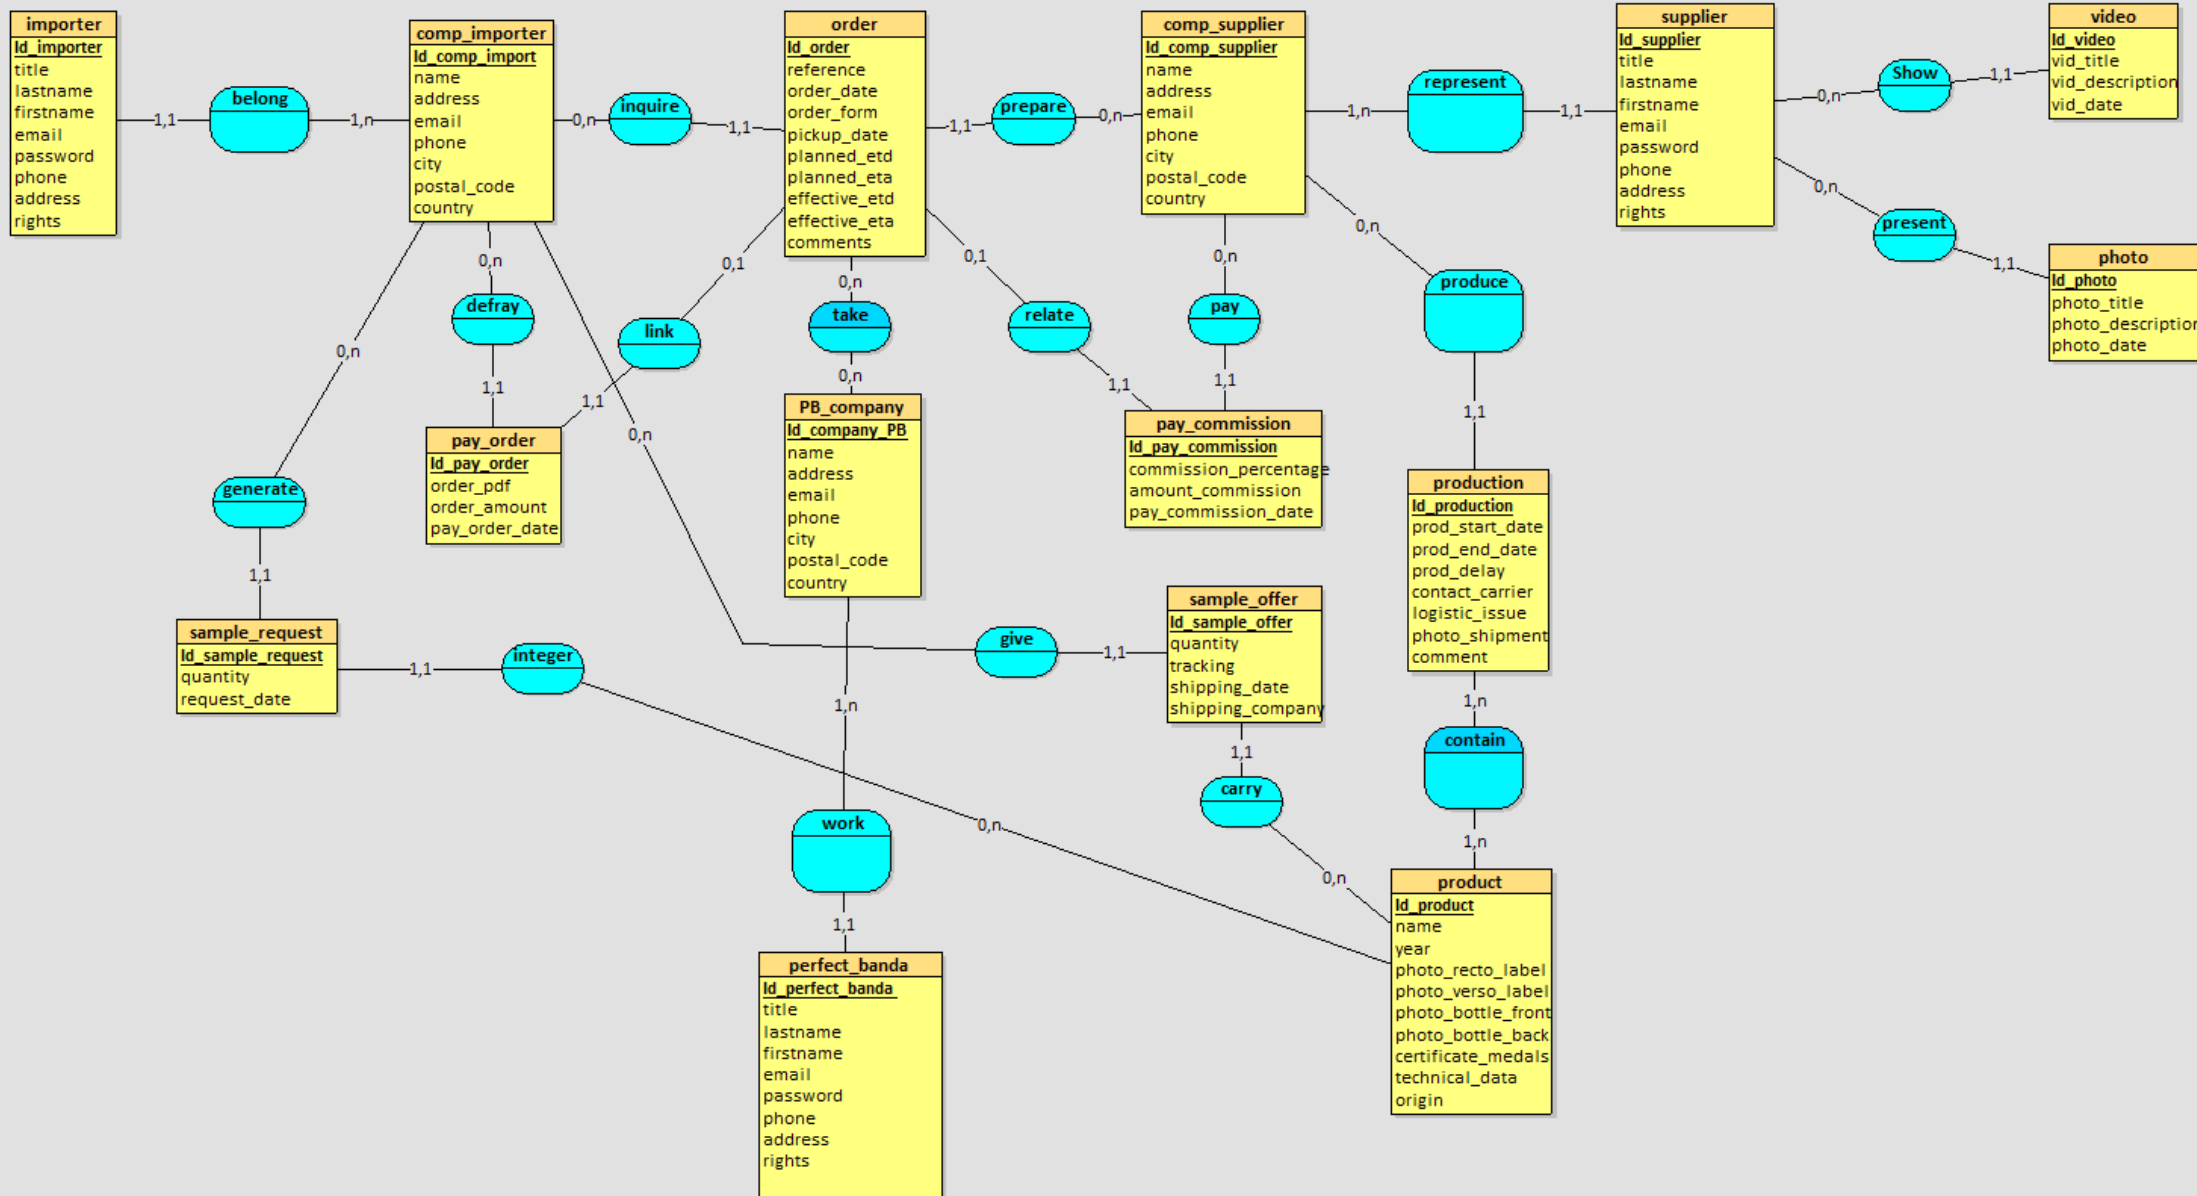 importer
Id_importer
title
lastname
firstname
email
password
phone
address
rights
1,1
belong
1,n
comp_importer
Id_comp_import
name
address
email
phone
city
postal_code
country
0,n
inquire
1,1
order
Id_order
reference
order_date
order_form
pickup_date
planned_etd
planned_eta
effective_etd
effective_eta
comments
1,1
prepare
0,n
comp_supplier
Id_comp_supplier
name
address
email
phone
city
postal_code
country
1,n
represent
1,1
supplier
Id_supplier
title
lastname
firstname
email
password
phone
address
rights
0,n
Show
1,1
video
Id_video
vid_title
vid_description
vid_date
0,n
present
1,1
photo
Id_photo
photo_title
photo_description
photo_date
0,n
defray
1,1
0,1
link
1,1
0,n
take
0,n
0,1
relate
1,1
0,n
pay
1,1
0,n
produce
1,1
0,n
generate
1,1
0,n
pay_order
Id_pay_order
order_pdf
order_amount
pay_order_date
PB_company
Id_company_PB
name
address
email
phone
city
postal_code
country
pay_commission
Id_pay_commission
commission_percentage
amount_commission
pay_commission_date
production
Id_production
prod_start_date
prod_end_date
prod_delay
contact_carrier
logistic_issue
photo_shipment
comment
sample_request
Id_sample_request
quantity
request_date
1,1
integer
0,n
give
1,1
sample_offer
Id_sample_offer
quantity
tracking
shipping_date
shipping_company
1,1
carry
0,n
1,n
contain
1,n
1,n
work
1,1
perfect_banda
Id_perfect_banda
title
lastname
firstname
email
password
phone
address
rights
product
Id_product
name
year
photo_recto_label
photo_verso_label
photo_bottle_front
photo_bottle_back
certificate_medals
technical_data
origin